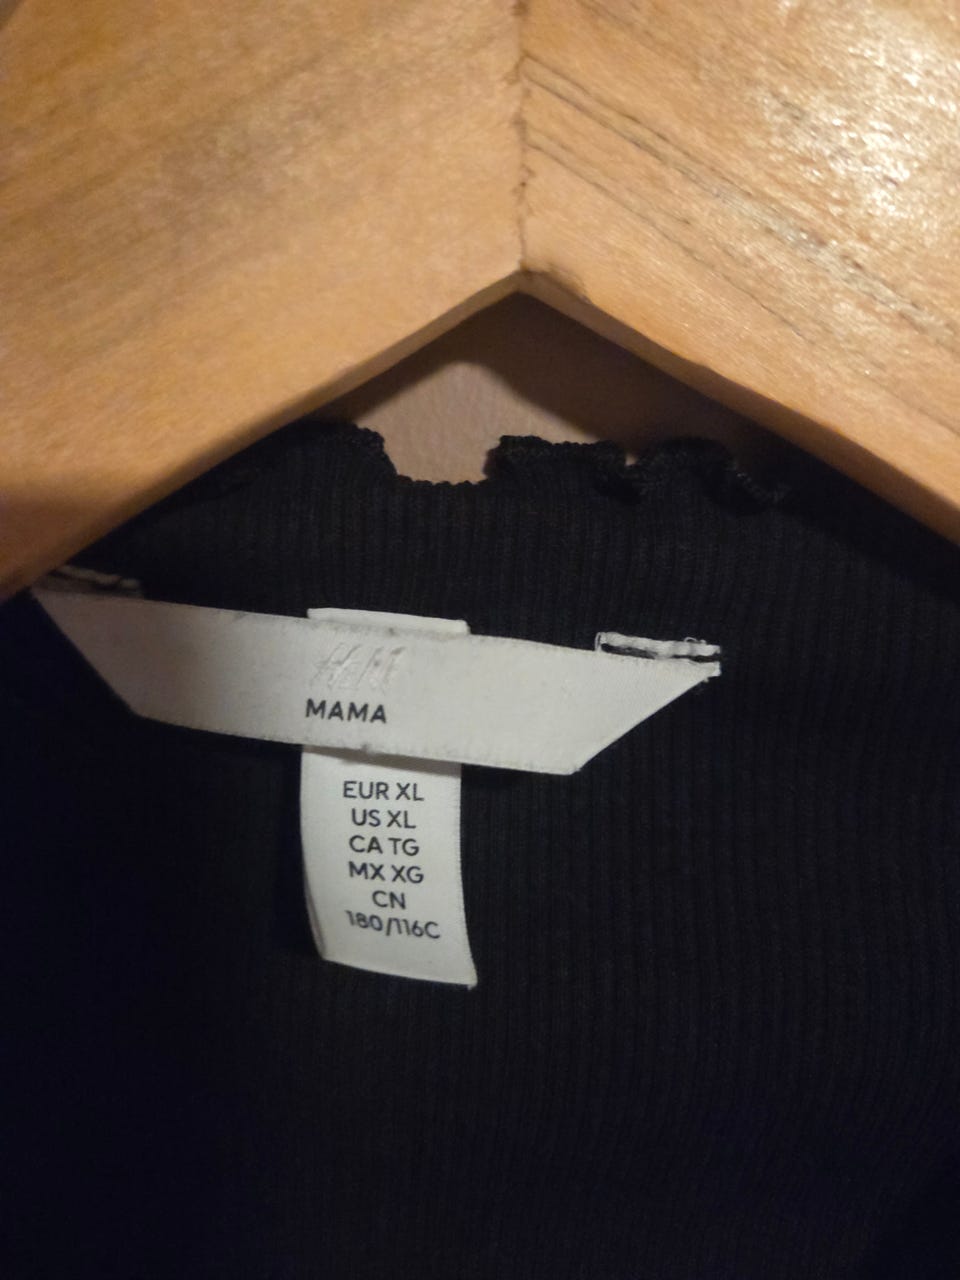 H&M
MAMA
EUR XL
US XL
CA TG
MX XG
CN
180/116C